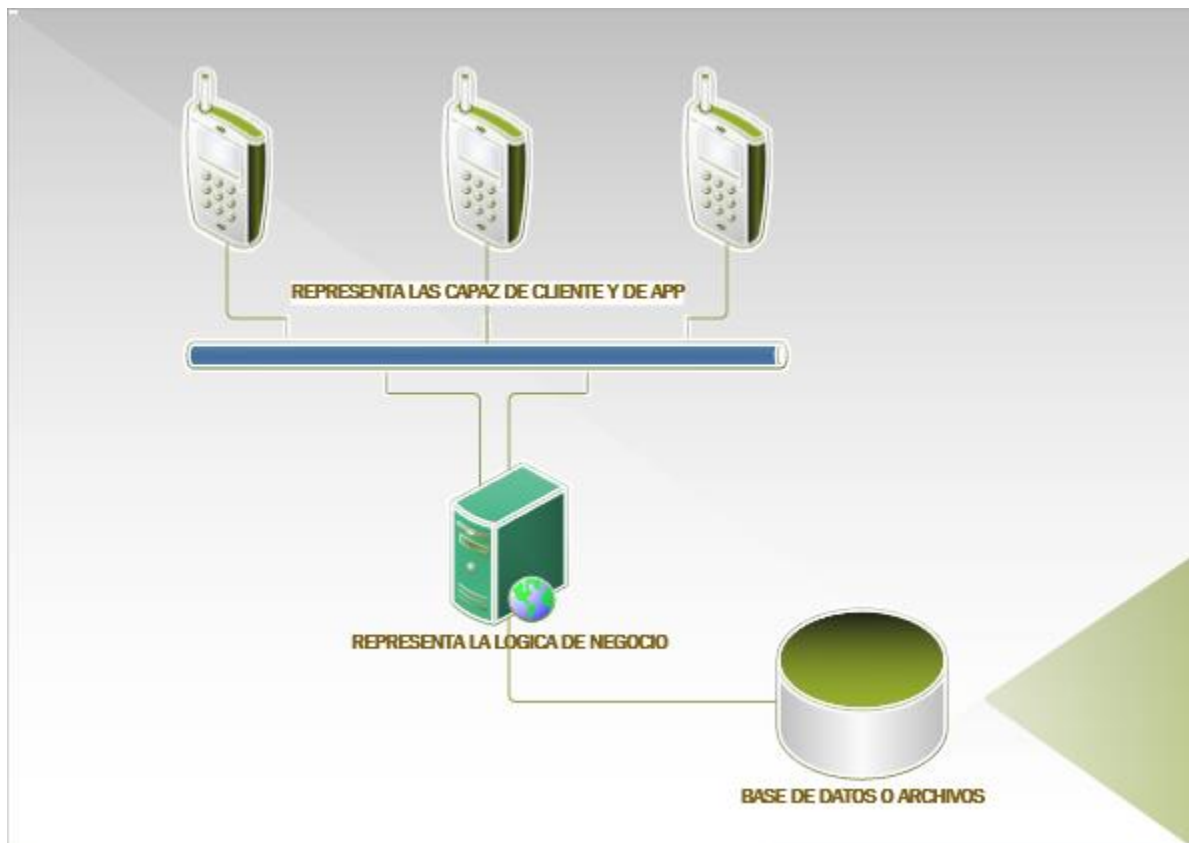 REPRESENTA LAS CAPAZ DE CLIENTE Y DE APP
REPRESENTA LA LOGICA DE NEGOCIO
BASE DE DATOS O ARCHIVOS